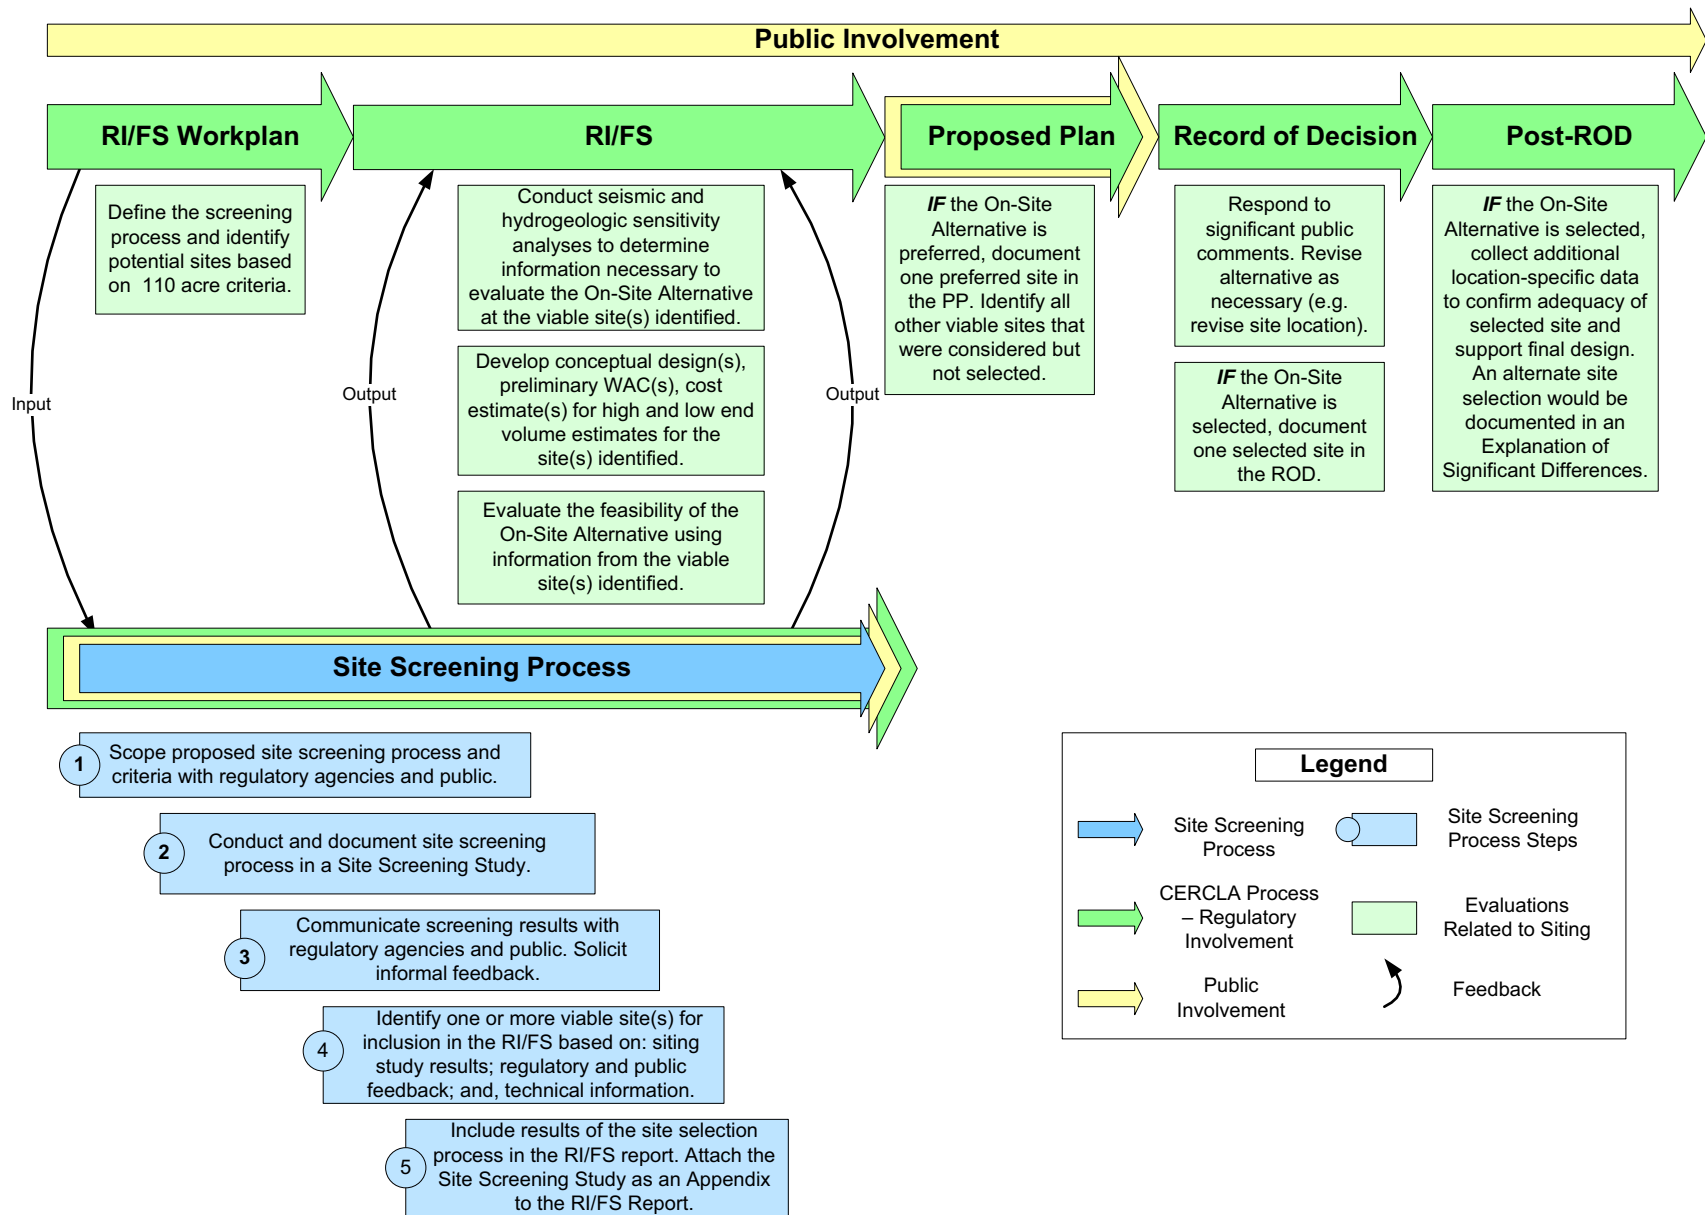 Public Involvement
RI/FS Workplan
RI/FS
Proposed Plan
Record of Decision
Post-ROD
Define the screening
process and identify
potential sites based
on 110 acre criteria.
Conduct seismic and
hydrogeologic sensitivity
analyses to determine
information necessary to
evaluate the On-Site Alternative
at the viable site(s) identified.
Develop conceptual design(s),
preliminary WAC(s), cost
estimate(s) for high and low end
volume estimates for the
site(s) identified.
Evaluate the feasibility of the
On-Site Alternative using
information from the viable
site(s) identified.
IF the On-Site
Alternative is
preferred, document
one preferred site in
the PP. Identify all
other viable sites that
were considered but
not selected.
Respond to
significant public
comments. Revise
alternative as
necessary (e.g.
revise site location).
IF the On-Site
Alternative is
selected, document
one selected site in
the ROD.
IF the On-Site
Alternative is selected,
collect additional
location-specific data
to confirm adequacy of
selected site and
support final design.
An alternate site
selection would be
documented in an
Explanation of
Significant Differences.
Input
Output
Output
Site Screening Process
1
Scope proposed site screening process and
criteria with regulatory agencies and public.
2
Conduct and document site screening
process in a Site Screening Study.
3
Communicate screening results with
regulatory agencies and public. Solicit
informal feedback.
4
Identify one or more viable site(s) for
inclusion in the RI/FS based on: siting
study results; regulatory and public
feedback; and, technical information.
5
Include results of the site selection
process in the RI/FS report. Attach the
Site Screening Study as an Appendix
to the RI/FS Report.
Legend
Site Screening
Process
Site Screening
Process Steps
CERCLA Process
– Regulatory
Involvement
Evaluations
Related to Siting
Public
Involvement
Feedback